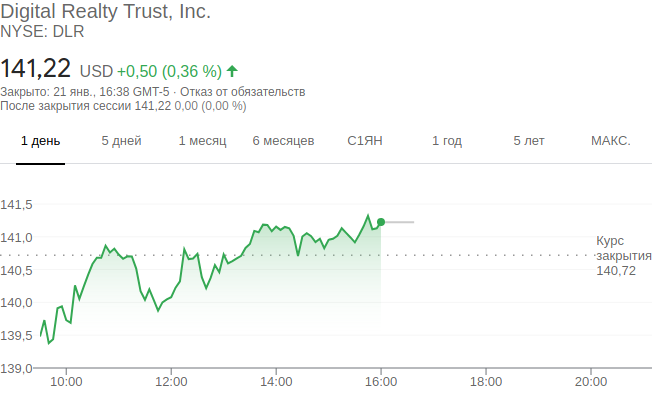 Digital Realty Trust, Inc.
NYSE: DLR
141,22 USD +0,50 (0,36 %)
Закрыто: 21 янв., 16:38 GMT-5 · Отказ от обязательств
После закрытия сессии 141,22 0,00 (0,00 %)
1 день 5 дней 1 месяц 6 месяцев С1ЯН 1 год 5 лет МАКС.
141,5
141,0
140,5
140,0
139,5
139,0
Курс
закрытия
140,72
10:00 12:00 14:00 16:00 18:00 20:00